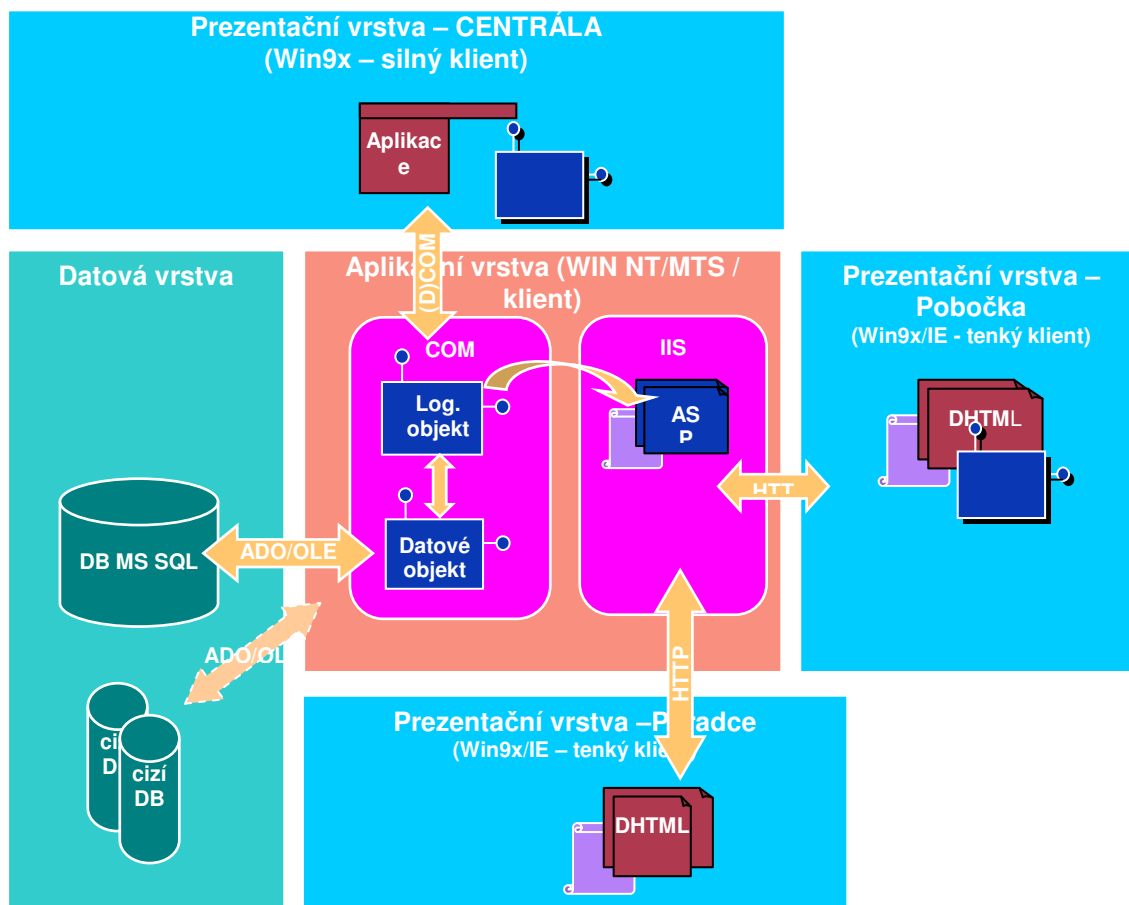 Prezentační vrstva – CENTRÁLA
(Win9x – silný klient)
Aplikac
e
(D)COM
Datová vrstva
Aplikační vrstva (WIN NT/MTS /
klient)
Prezentační vrstva –
Pobočka
(Win9x/IE - tenký klient)
COM
IIS
Log.
objekt
AS
P
DHTML
HTT
DB MS SQL
ADO/OLE
Datové
objekt
ADO/OL
HTTP
cizí
DB
Prezentační vrstva –Poradce
(Win9x/IE – tenký klient)
DHTML